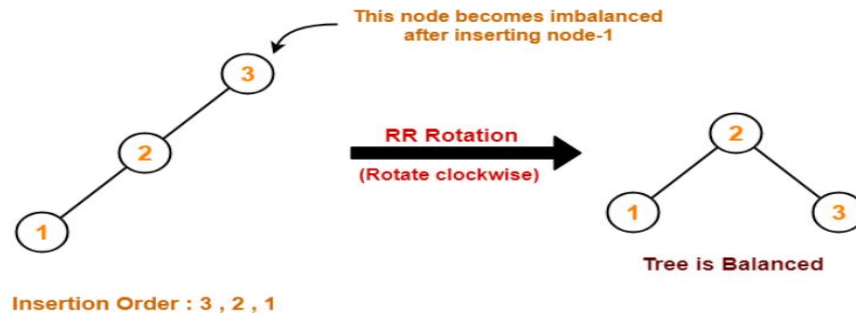 This node becomes imbalanced
after inserting node-1
3
2
1
RR Rotation
(Rotate clockwise)
2
1
3
Tree is Balanced
Insertion Order : 3 , 2 , 1